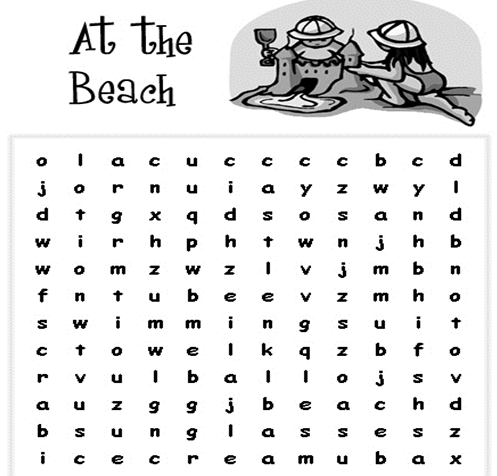 At the
Beach
o l a c u c c c c b c d
j o r n u i a y z w y l
d t g x q d s o s a n d
w i r h p h t w n j h b
w o m z w z l v j m b n
f n t u b e e v z m h o
s w i m m i n g s u i t
c t o w e l k q z b f o
r v u l b a l l o j s v
a u z g g j b e a c h d
b s u n g l a s s e s z
i c e c r e a m u b a x